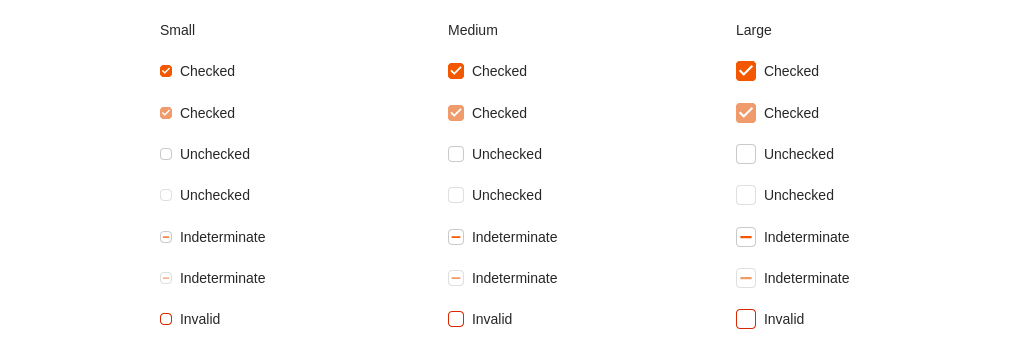 Small
Medium
Large
Checked
Checked
Checked
Checked
Checked
Checked
Unchecked
Unchecked
Unchecked
Unchecked
Unchecked
Unchecked
Indeterminate
Indeterminate
Indeterminate
Indeterminate
Indeterminate
Indeterminate
Invalid
Invalid
Invalid